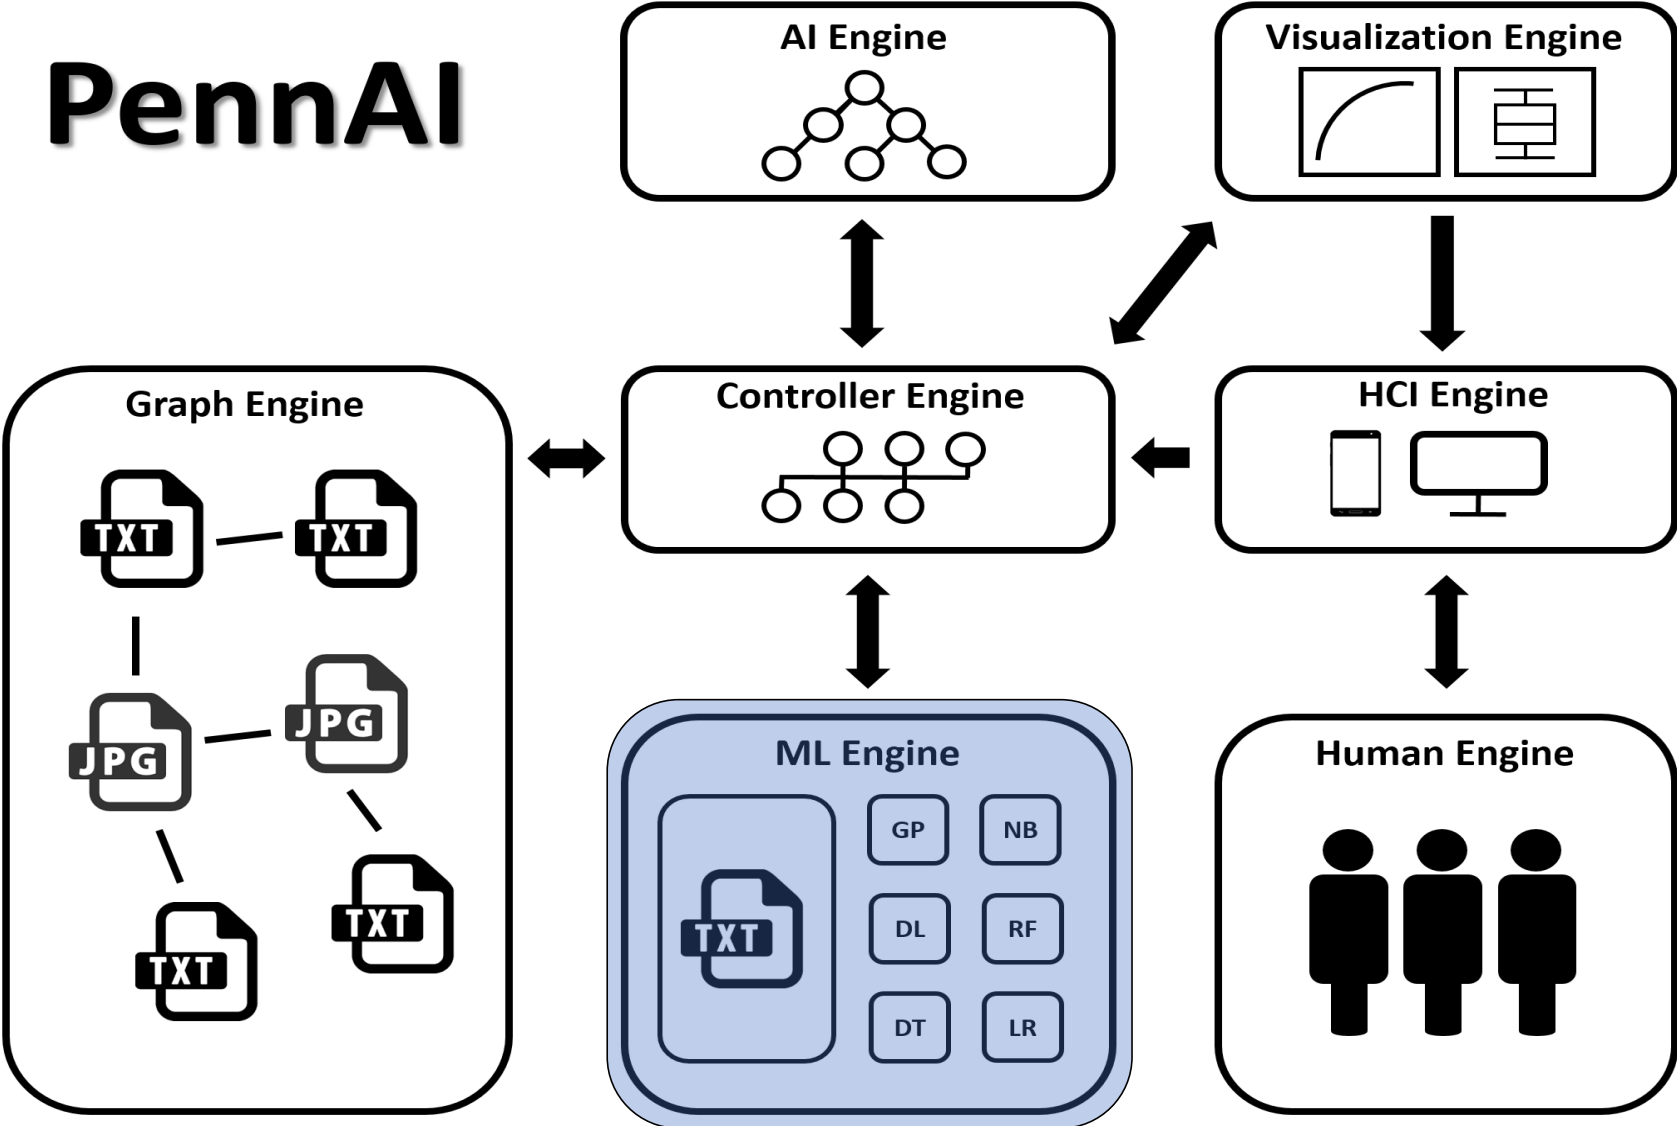 PennAI
AI Engine
Visualization Engine
Graph Engine
TXT
TXT
JPG
JPG
TXT
TXT
Controller Engine
HCI Engine
ML Engine
TXT
GP
NB
DL
RF
DT
LR
Human Engine